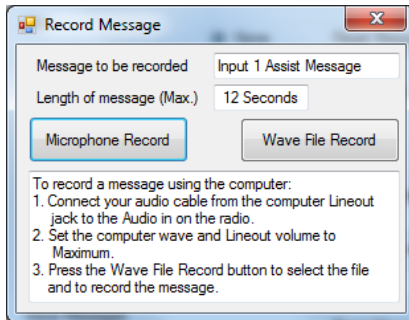 Record Message
Message to be recorded Input 1 Assist Message
Length of message (Max.) 12 Seconds
Microphone Record Wave File Record
To record a message using the computer:
1. Connect your audio cable from the computer Lineout
jack to the Audio in on the radio.
2. Set the computer wave and Lineout volume to
Maximum.
3. Press the Wave File Record button to select the file
and to record the message.